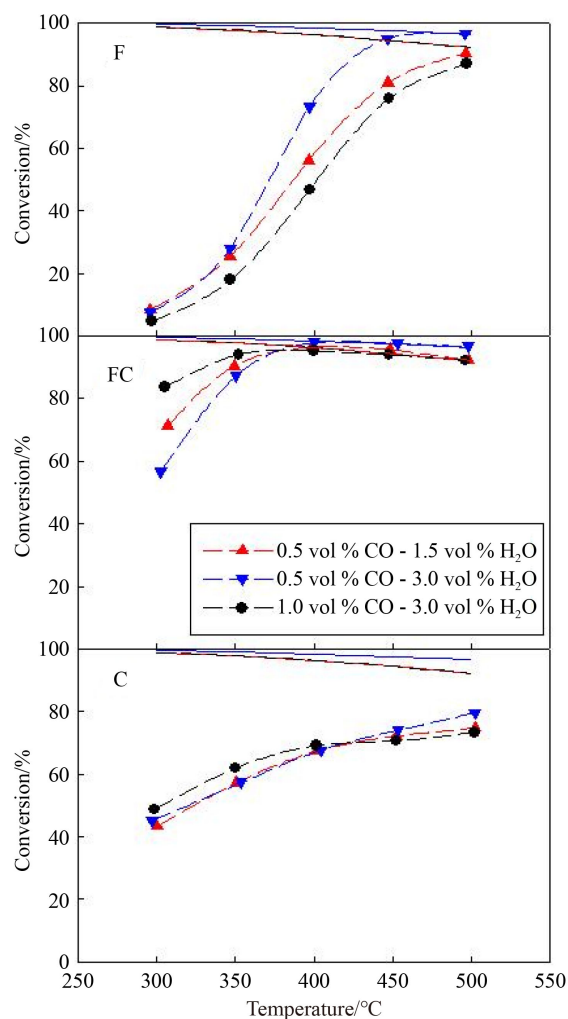 100
F
80
60
40
20
Conversion/%
100
FC
80
60
40
20
Conversion/%
0.5 vol % CO - 1.5 vol % H₂O
0.5 vol % CO - 3.0 vol % H₂O
1.0 vol % CO - 3.0 vol % H₂O
100
C
80
60
40
20
0
Conversion/%
250 300 350 400 450 500 550
Temperature/°C